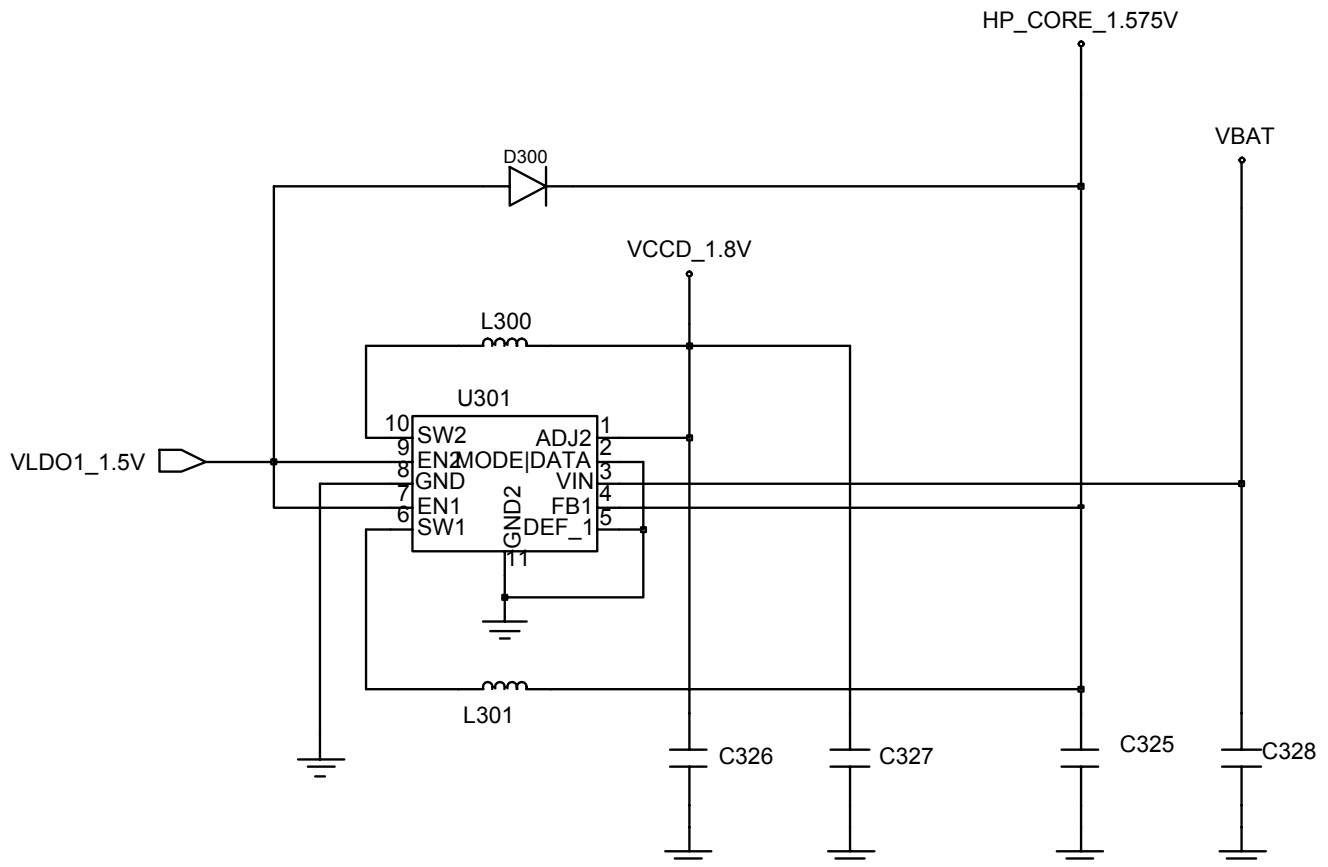 HP_CORE_1.575V
VBAT
D300
VCCD_1.8V
L300
U301
10
1
SW2
ADJ2
9
2
VLDO1_1.5V
EN2
MODE|DATA
8
3
GND
VIN
7
4
EN1
FB1
6
5
SW1
DEF_1
GND2
11
L301
C326
C327
C325
C328